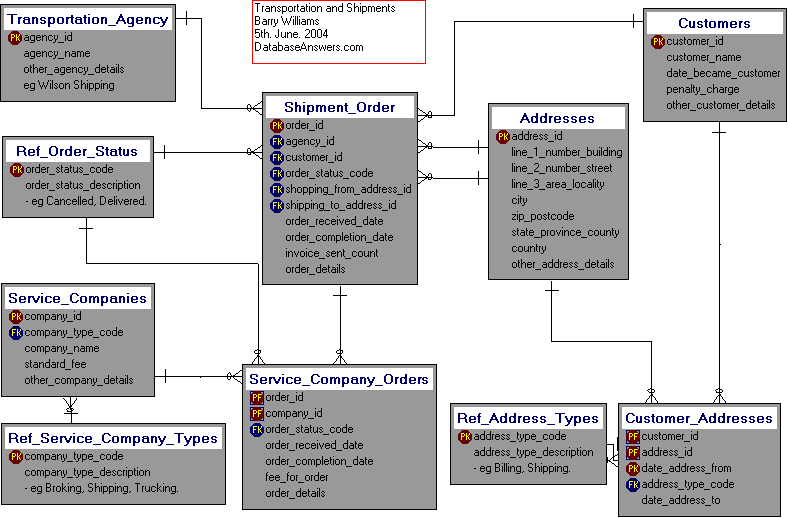 Transportation_Agency
PK agency_id
agency_name
other_agency_details
eg Wilson Shipping
Transportation and Shipments
Barry Williams
5th. June. 2004
DatabaseAnswers.com
Customers
PK customer_id
customer_name
date_became_customer
penalty_charge
other_customer_details
Shipment_Order
PK order_id
FK agency_id
FK customer_id
FK order_status_code
FK shopping_from_address_id
FK shipping_to_address_id
order_received_date
order_completion_date
invoice_sent_count
order_details
Addresses
PK address_id
line_1_number_building
line_2_number_street
line_3_area_locality
city
zip_postcode
state_province_county
country
other_address_details
Ref_Order_Status
PK order_status_code
order_status_description
- eg Cancelled, Delivered.
Service_Companies
PK company_id
FK company_type_code
company_name
standard_fee
other_company_details
Service_Company_Orders
PF order_id
PF company_id
FK order_status_code
order_received_date
order_completion_date
fee_for_order
order_details
Ref_Service_Company_Types
PK company_type_code
company_type_description
- eg Broking, Shipping, Trucking.
Ref_Address_Types
PK address_type_code
address_type_description
- eg Billing, Shipping.
Customer_Addresses
PF customer_id
PF address_id
PK date_address_from
FK address_type_code
date_address_to